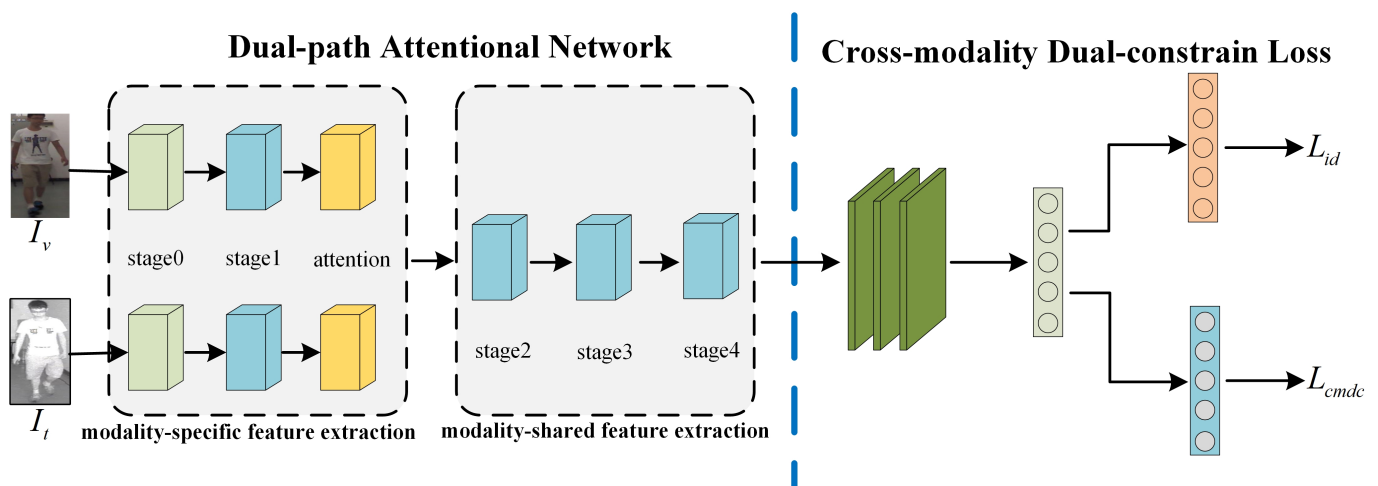 Dual-path Attentional Network
Cross-modality Dual-constrain Loss
I_v
stage0
stage1
attention
I_t
modality-specific feature extraction
stage2
stage3
stage4
modality-shared feature extraction
L_id
L_cmdc